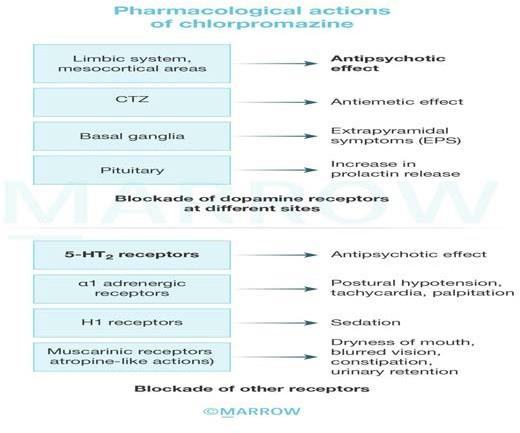 Pharmacological actions
of chlorpromazine
Limbic system,
mesocortical areas
Antipsychotic
effect
CTZ
Antiemetic effect
Basal ganglia
Extrapyramidal
symptoms (EPS)
Pituitary
Increase in
prolactin release
MARROW
Blockade of dopamine receptors
at different sites
5-HT₂ receptors
Antipsychotic effect
α1 adrenergic
receptors
Postural hypotension,
tachycardia, palpitation
H1 receptors
Sedation
Muscarinic receptors
atropine-like actions)
Dryness of mouth,
blurred vision,
constipation,
urinary retention
Blockade of other receptors
©MARROW